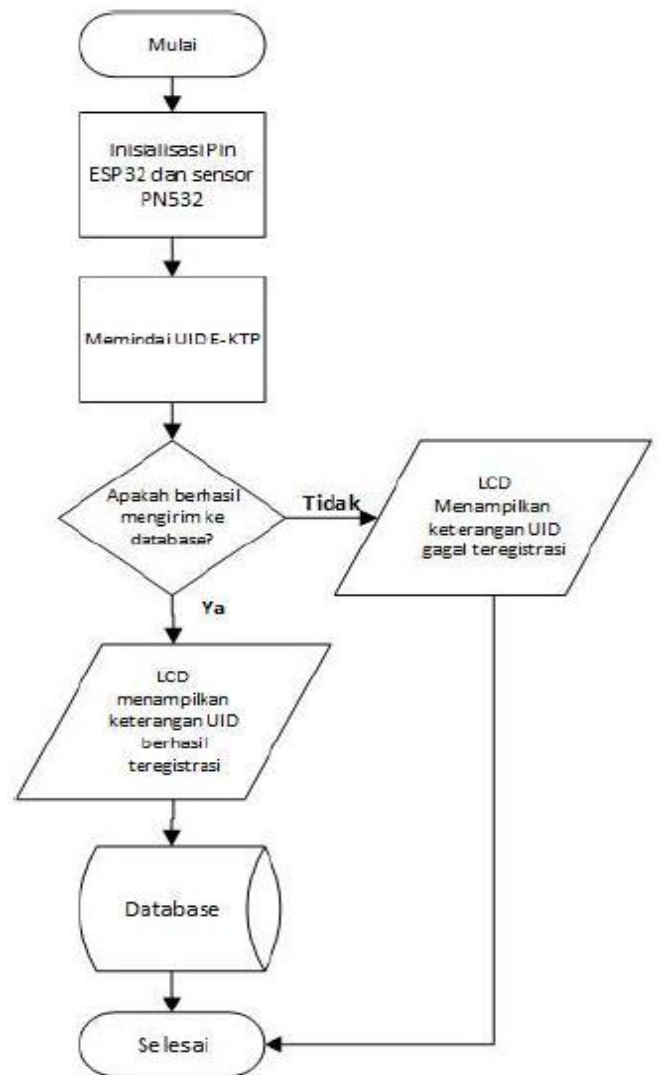 Mulai
Inisialisasi Pin
ESP32 dan sensor
PN532
Memindai UID E-KTP
Apakah berhasil
mengirim ke
database?
Tidak
LCD
Menampilkan
keterangan UID
gagal teregistrasi
Ya
LCD
menampilkan
keterangan UID
berhasil
teregistrasi
Database
Selesai